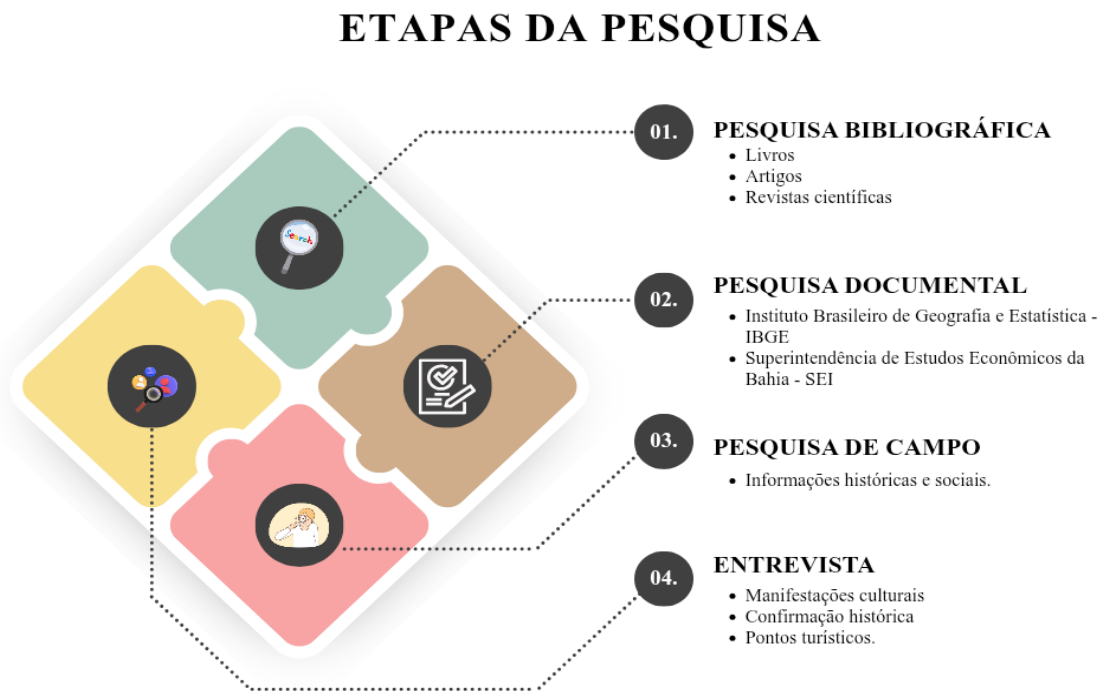 ETAPAS DA PESQUISA
01.
PESQUISA BIBLIOGRÁFICA
• Livros
• Artigos
• Revistas científicas
Search
02.
PESQUISA DOCUMENTAL
• Instituto Brasileiro de Geografia e Estatística -
IBGE
• Superintendência de Estudos Econômicos da
Bahia - SEI
03.
PESQUISA DE CAMPO
• Informações históricas e sociais.
04.
ENTREVISTA
• Manifestações culturais
• Confirmação histórica
• Pontos turísticos.